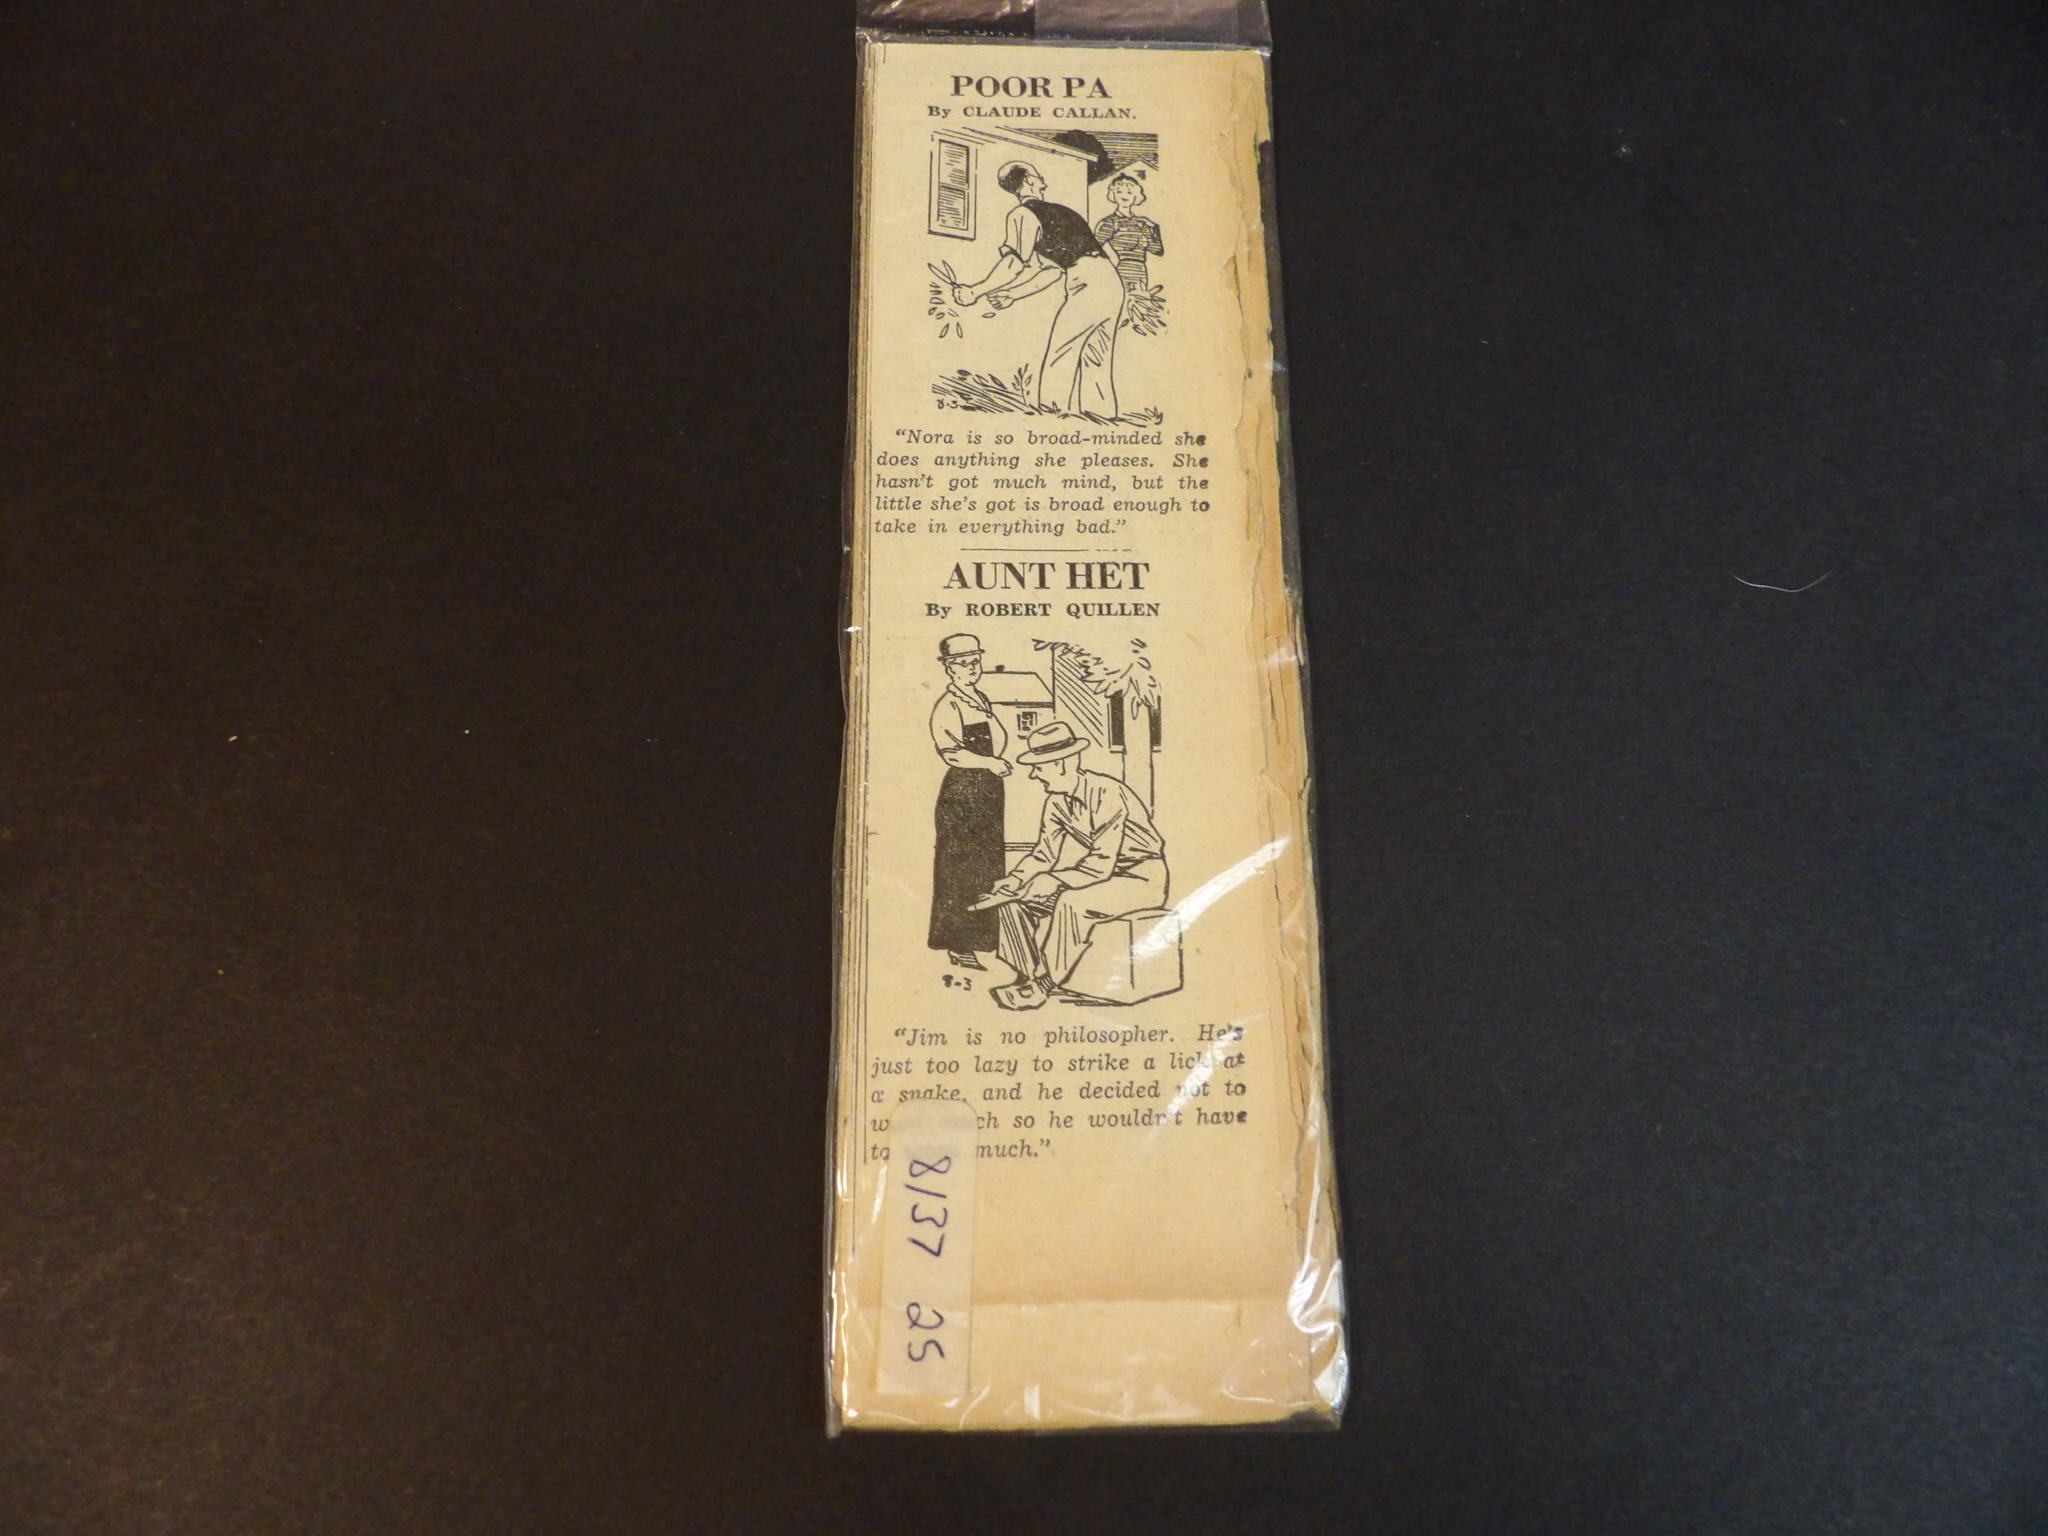 POOR PA
By CLAUDE CALLAN.
8-3
"Nora is so broad-minded she
does anything she pleases. She
hasn't got much mind, but the
little she's got is broad enough to
take in everything bad."
AUNT HET
By ROBERT QUILLEN
8-3
"Jim is no philosopher. He's
just too lazy to strike a lick at
a snake, and he decided not to
so he wouldn't have
to much."
8/37 25